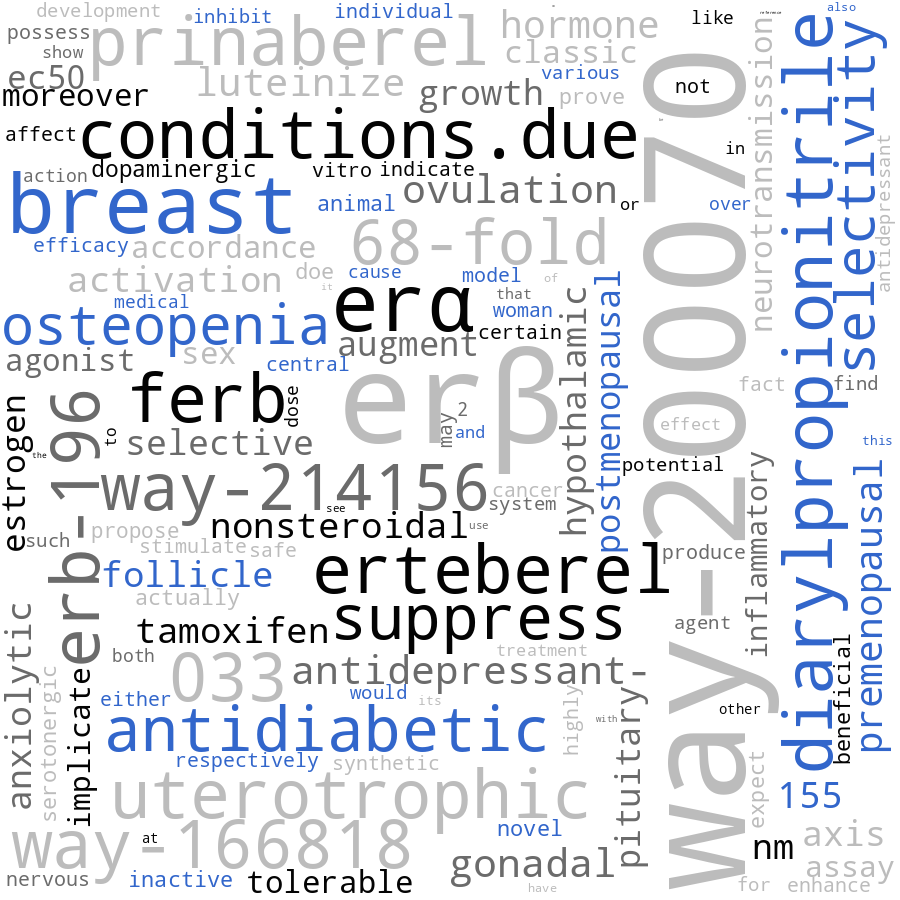 development
inhibit
individual
like
also
possess
prinaberel
hormone
show
classic
ec50
luteinize
various
not
moreover
growth
prove
affect
conditions.due
in
action
dopaminergic
vitro
indicate
breast
animal
ovulation
or
over
efficacy
accordance
68-fold
activation
doe
cause
model
of
it
medical
that
woman
osteopenia
erα
certain
agonist
sex
central
augment
ferb
dose
erβ
fact
find
effect
may
2
and
this
to
selective
the
potential
way-214156
cancer
system
see
nonsteroidal
use
such
propose
stimulate
safe
produce
follicle
erteberel
actually
suppress
tamoxifen
agent
both
033
antidepressant-
treatment
either
would
its
with
other
antidiabetic
respectively
synthetic
155
uterotrophic
way-166818
at
novel
nm
axis
gonadal
assay
nervous
inactive
tolerable
have
for
enhance
estrogen
erb-196
anxiolytic
serotonergic
implicate
hypothalamic
postmenopausal
highly
pituitary-
way-200070
inflammatory
neurotransmission
expect
diarylpropionitrile
selectivity
antidepressant
premenopausal
beneficial
reference